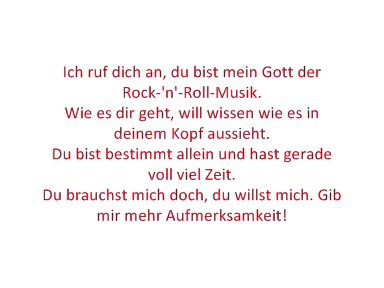 Ich ruf dich an, du bist mein Gott der
Rock-'n'-Roll-Musik.
Wie es dir geht, will wissen wie es in
deinem Kopf aussieht.
Du bist bestimmt allein und hast gerade
voll viel Zeit.
Du brauchst mich doch, du willst mich. Gib
mir mehr Aufmerksamkeit!